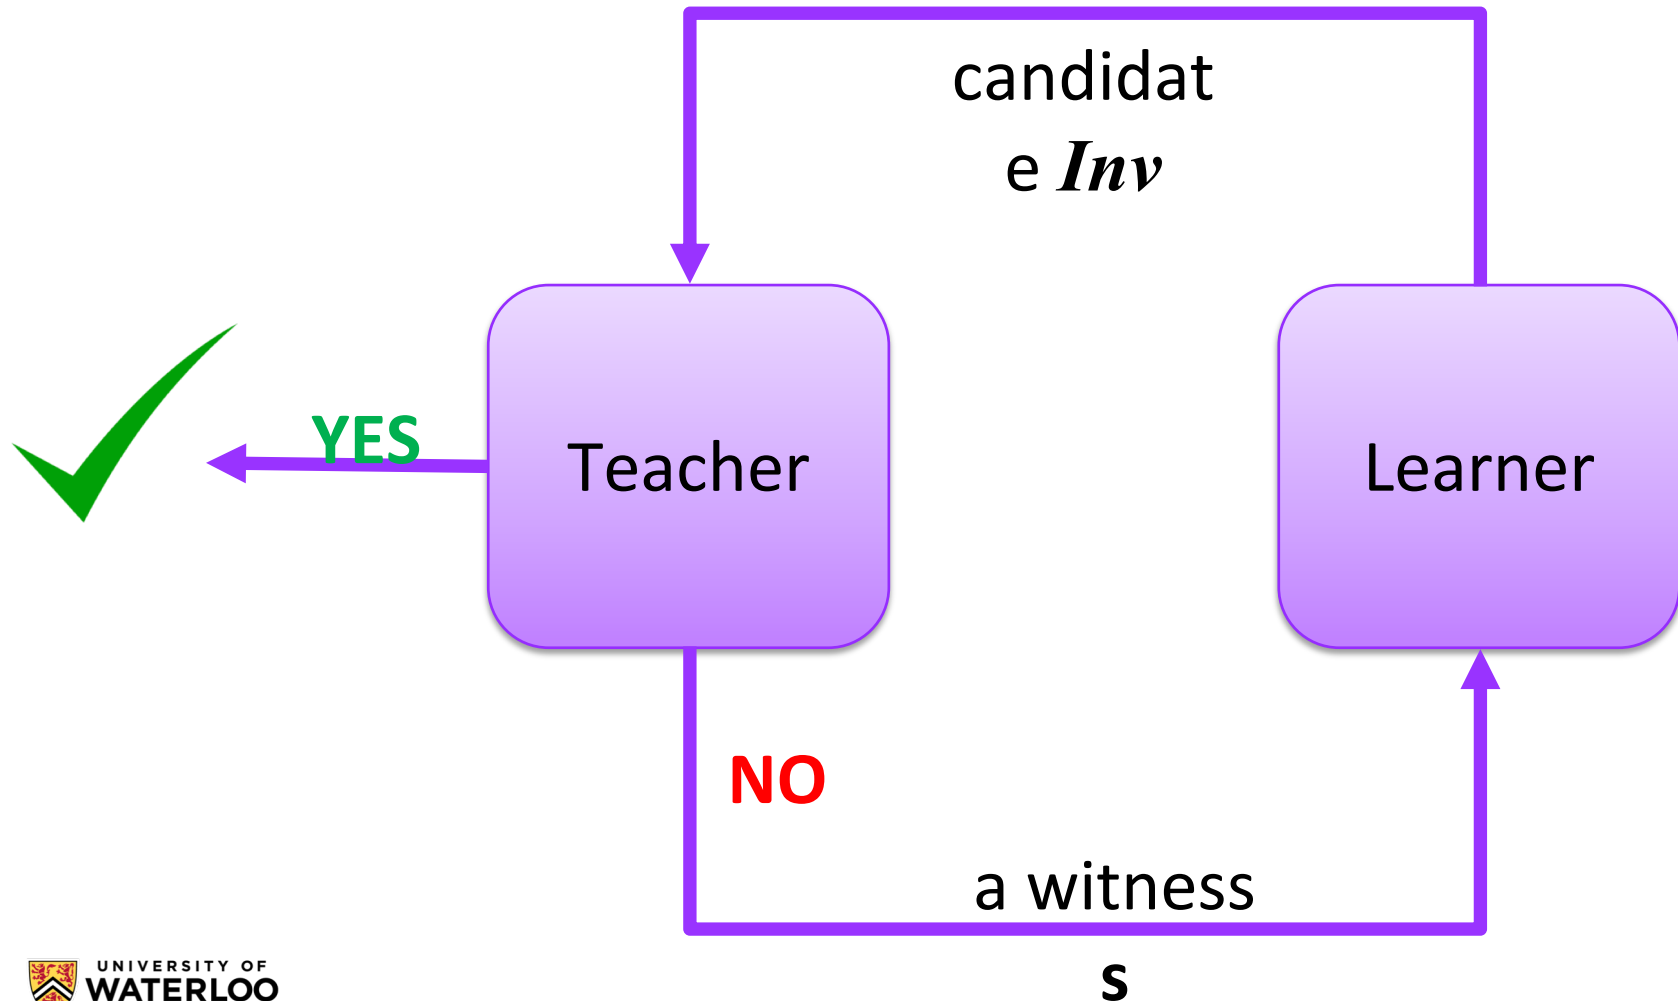 candidat
e Inv
YES
Teacher
Learner
NO
a witness
s
UNIVERSITY OF
WATERLOO